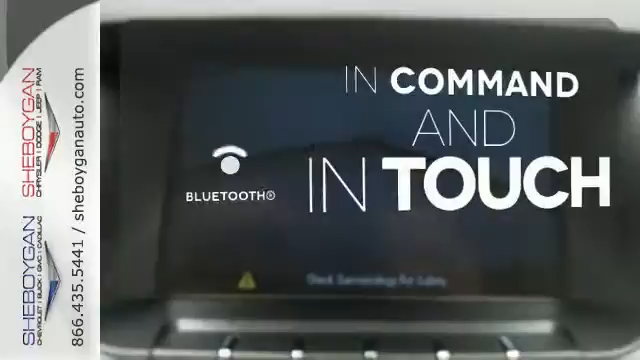 IN COMMAND
AND
IN TOUCH
BLUETOOTH®
SHEBOYGAN
CHRYSLER | DODGE | JEEP | RAM
SHEBOYGAN
CHEVROLET | BUICK | GMC | CADILLAC
866.435.5441 / sheboyganauto.com